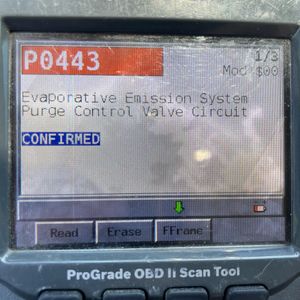 P0443
1/3
Mod $00
Evaporative Emission System
Purge Control Valve Circuit
CONFIRMED
Read Erase FFrame
ProGrade OBD II Scan Tool